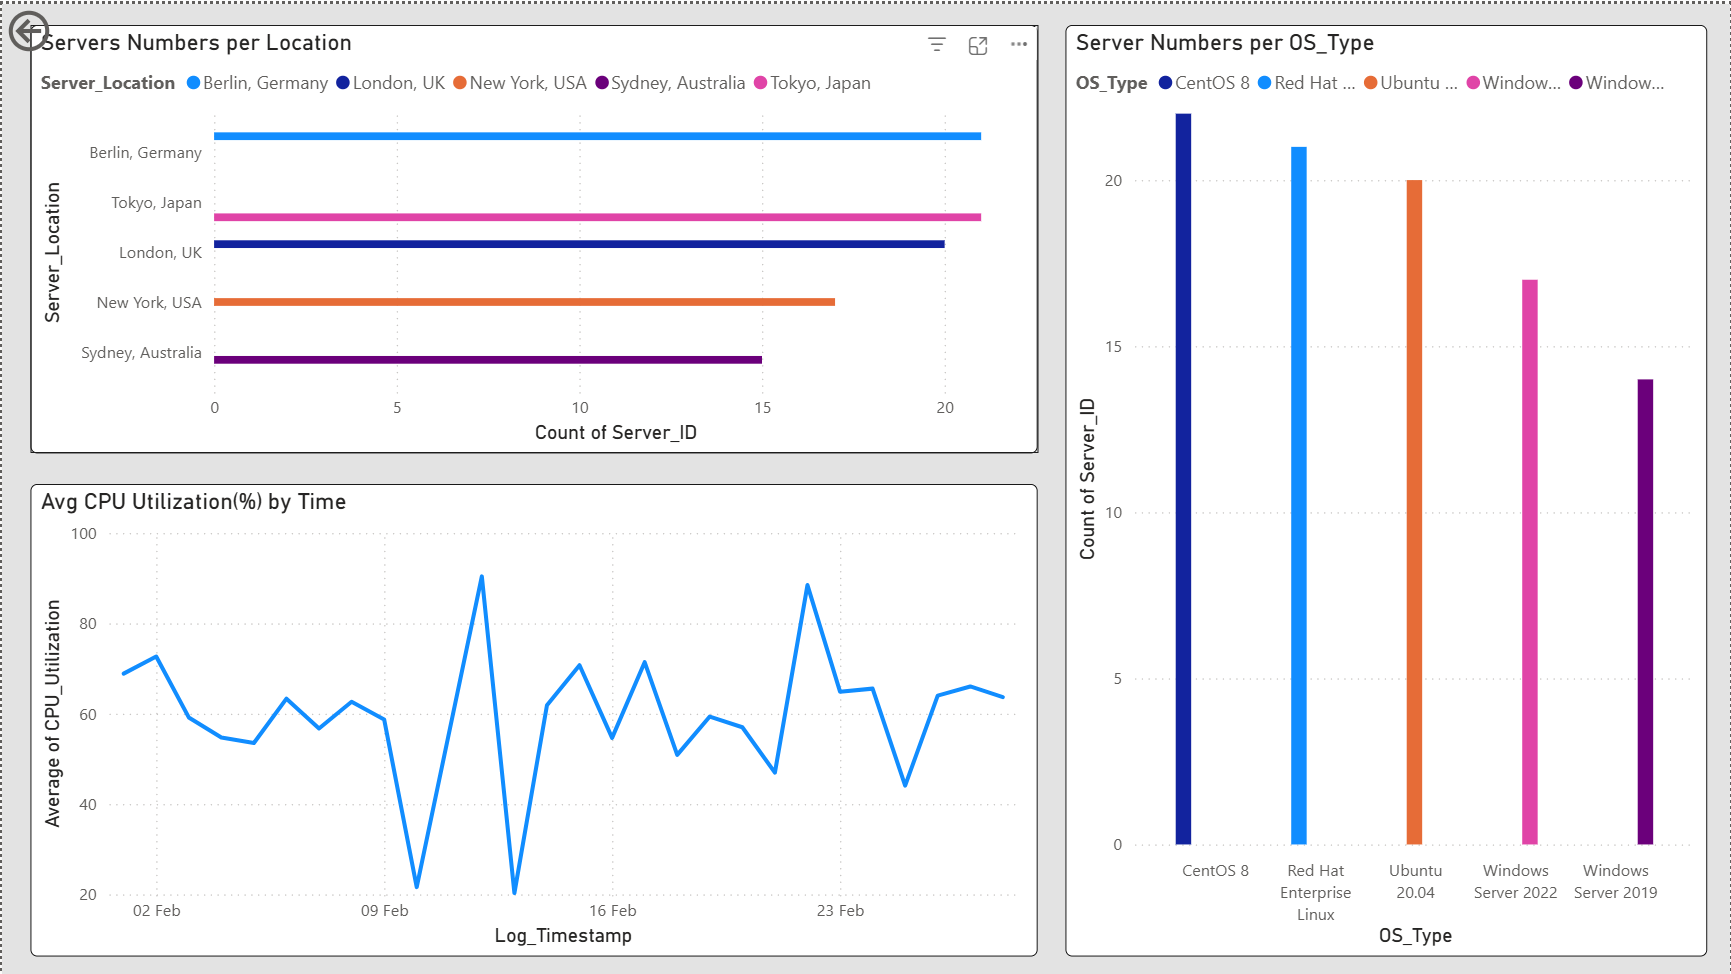 Servers Numbers per Location
Server_Location Berlin, Germany London, UK New York, USA Sydney, Australia Tokyo, Japan
Server_Location
Berlin, Germany
Tokyo, Japan
London, UK
New York, USA
Sydney, Australia
0 5 10 15 20
Count of Server_ID
Avg CPU Utilization(%) by Time
Average of CPU_Utilization
100
80
60
40
20
02 Feb 09 Feb 16 Feb 23 Feb
Log_Timestamp
Server Numbers per OS_Type
OS_Type CentOS 8 Red Hat ... Ubuntu ... Window... Window...
Count of Server_ID
20
15
10
5
0
CentOS 8
Red Hat
Enterprise
Linux
Ubuntu
20.04
Windows
Server 2022
Windows
Server 2019
OS_Type